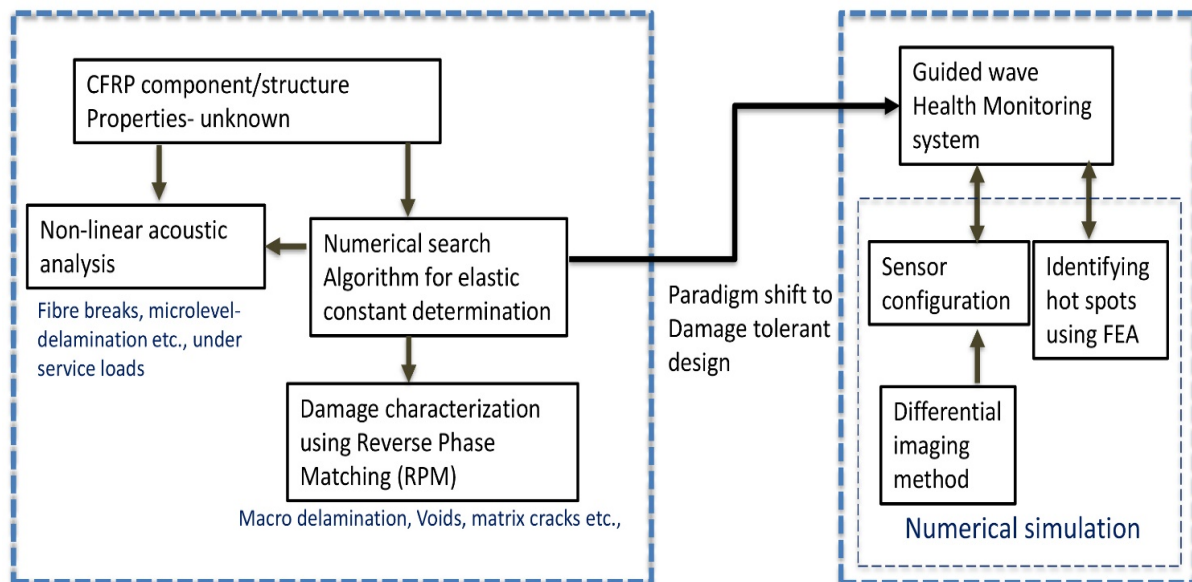 CFRP component/structure
Properties- unknown
Non-linear acoustic
analysis
Fibre breaks, microlevel-
delamination etc., under
service loads
Numerical search
Algorithm for elastic
constant determination
Damage characterization
using Reverse Phase
Matching (RPM)
Macro delamination, Voids, matrix cracks etc.,
Paradigm shift to
Damage tolerant
design
Guided wave
Health Monitoring
system
Sensor
configuration
Identifying
hot spots
using FEA
Differential
imaging
method
Numerical simulation